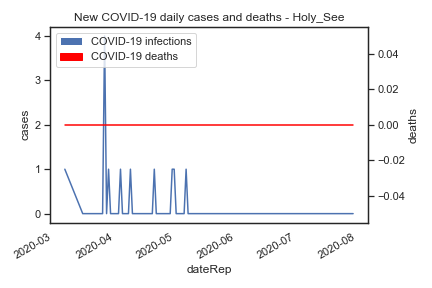 New COVID-19 daily cases and deaths - Holy_See
COVID-19 infections
COVID-19 deaths
4
3
2
1
0
cases
0.04
0.02
0.00
−0.02
−0.04
deaths
2020-03
2020-04
2020-05
2020-06
2020-07
2020-08
dateRep